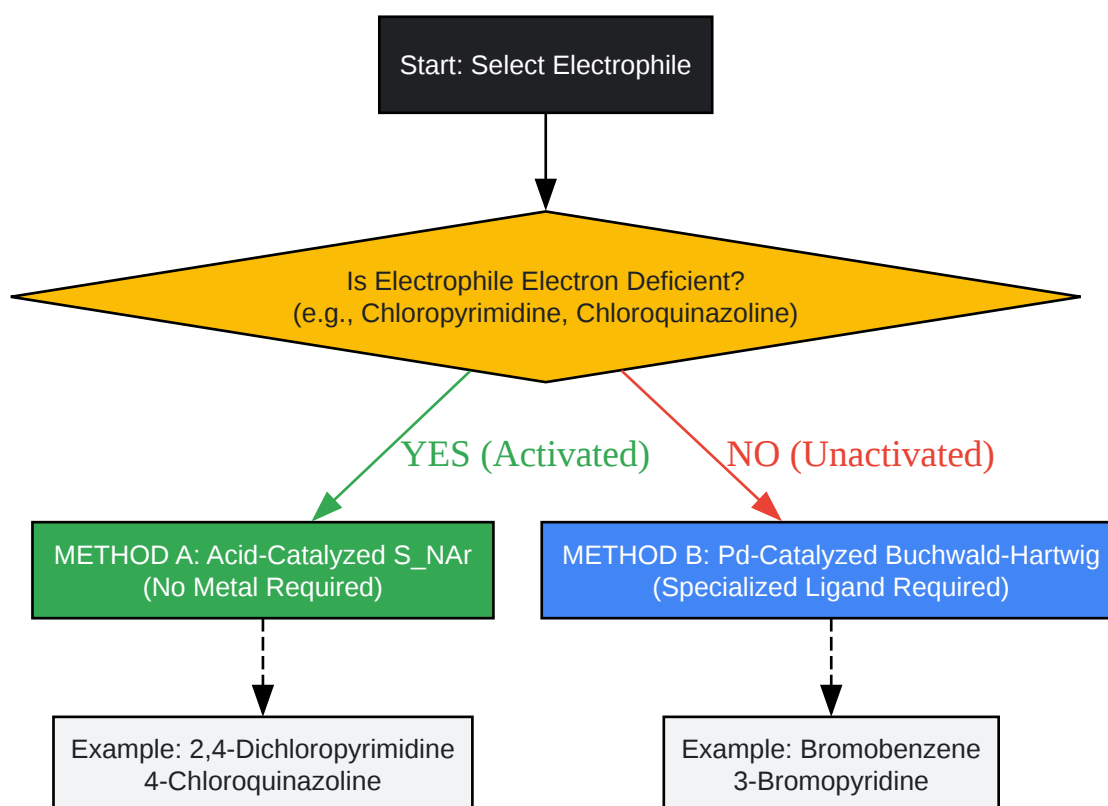 Start: Select Electrophile
Is Electrophile Electron Deficient?
(e.g., Chloropyrimidine, Chloroquinazoline)
YES (Activated)
NO (Unactivated)
METHOD A: Acid-Catalyzed S_NAr
(No Metal Required)
METHOD B: Pd-Catalyzed Buchwald-Hartwig
(Specialized Ligand Required)
Example: 2,4-Dichloropyrimidine
4-Chloroquinazoline
Example: Bromobenzene
3-Bromopyridine